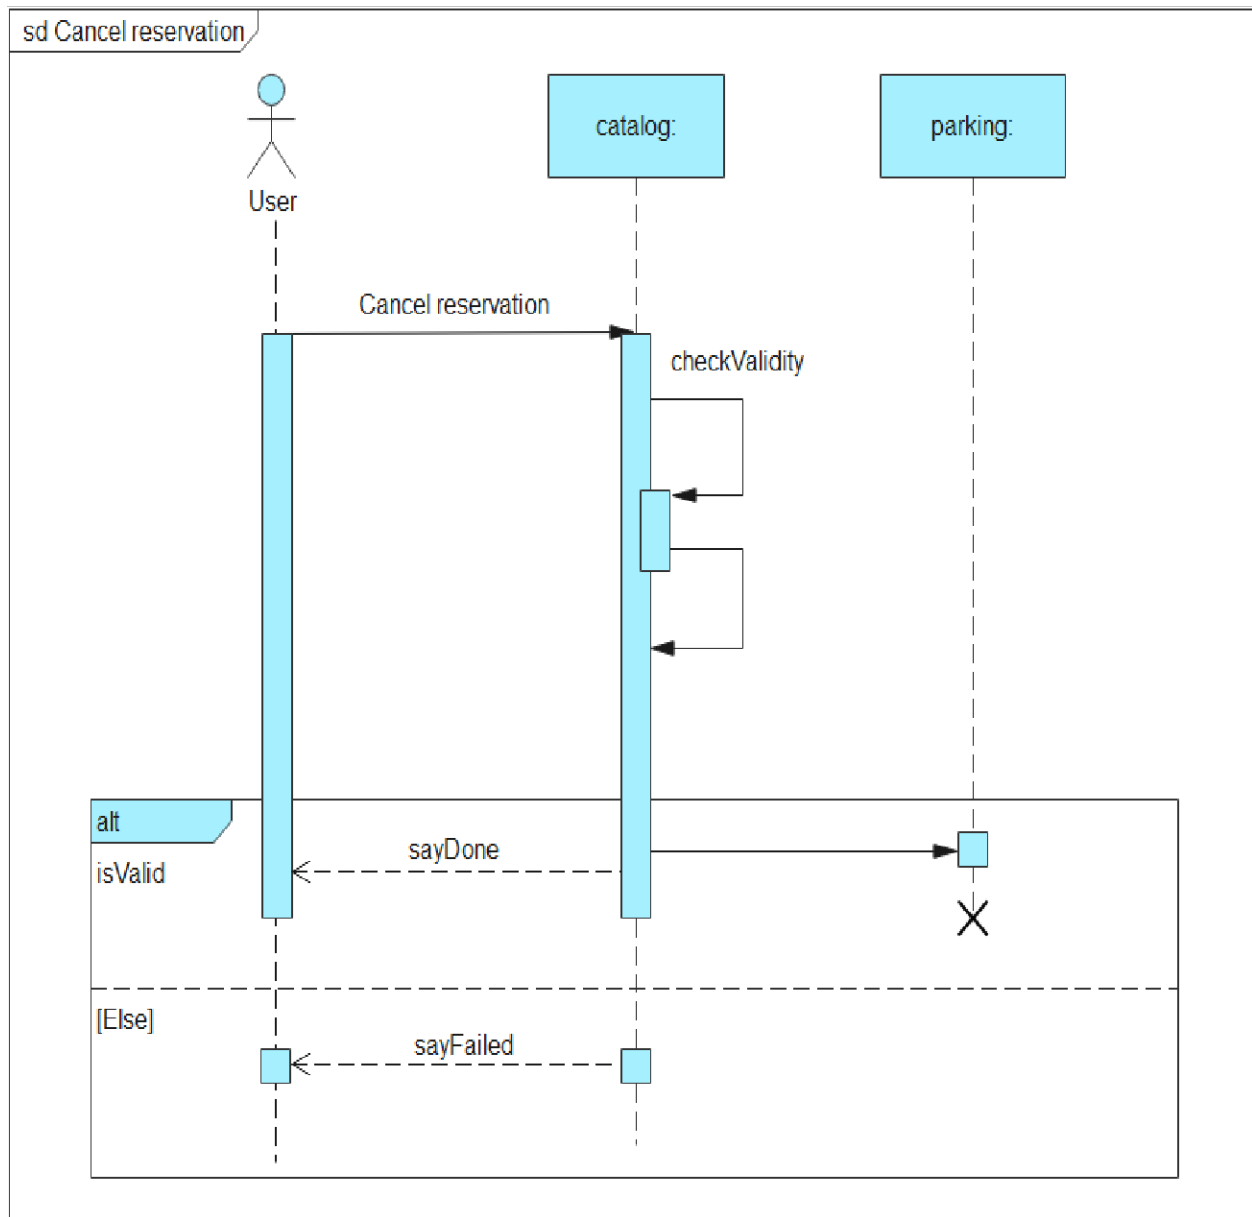 sd Cancel reservation
User
catalog:
parking:
Cancel reservation
checkValidity
alt
isValid
sayDone
[Else]
sayFailed